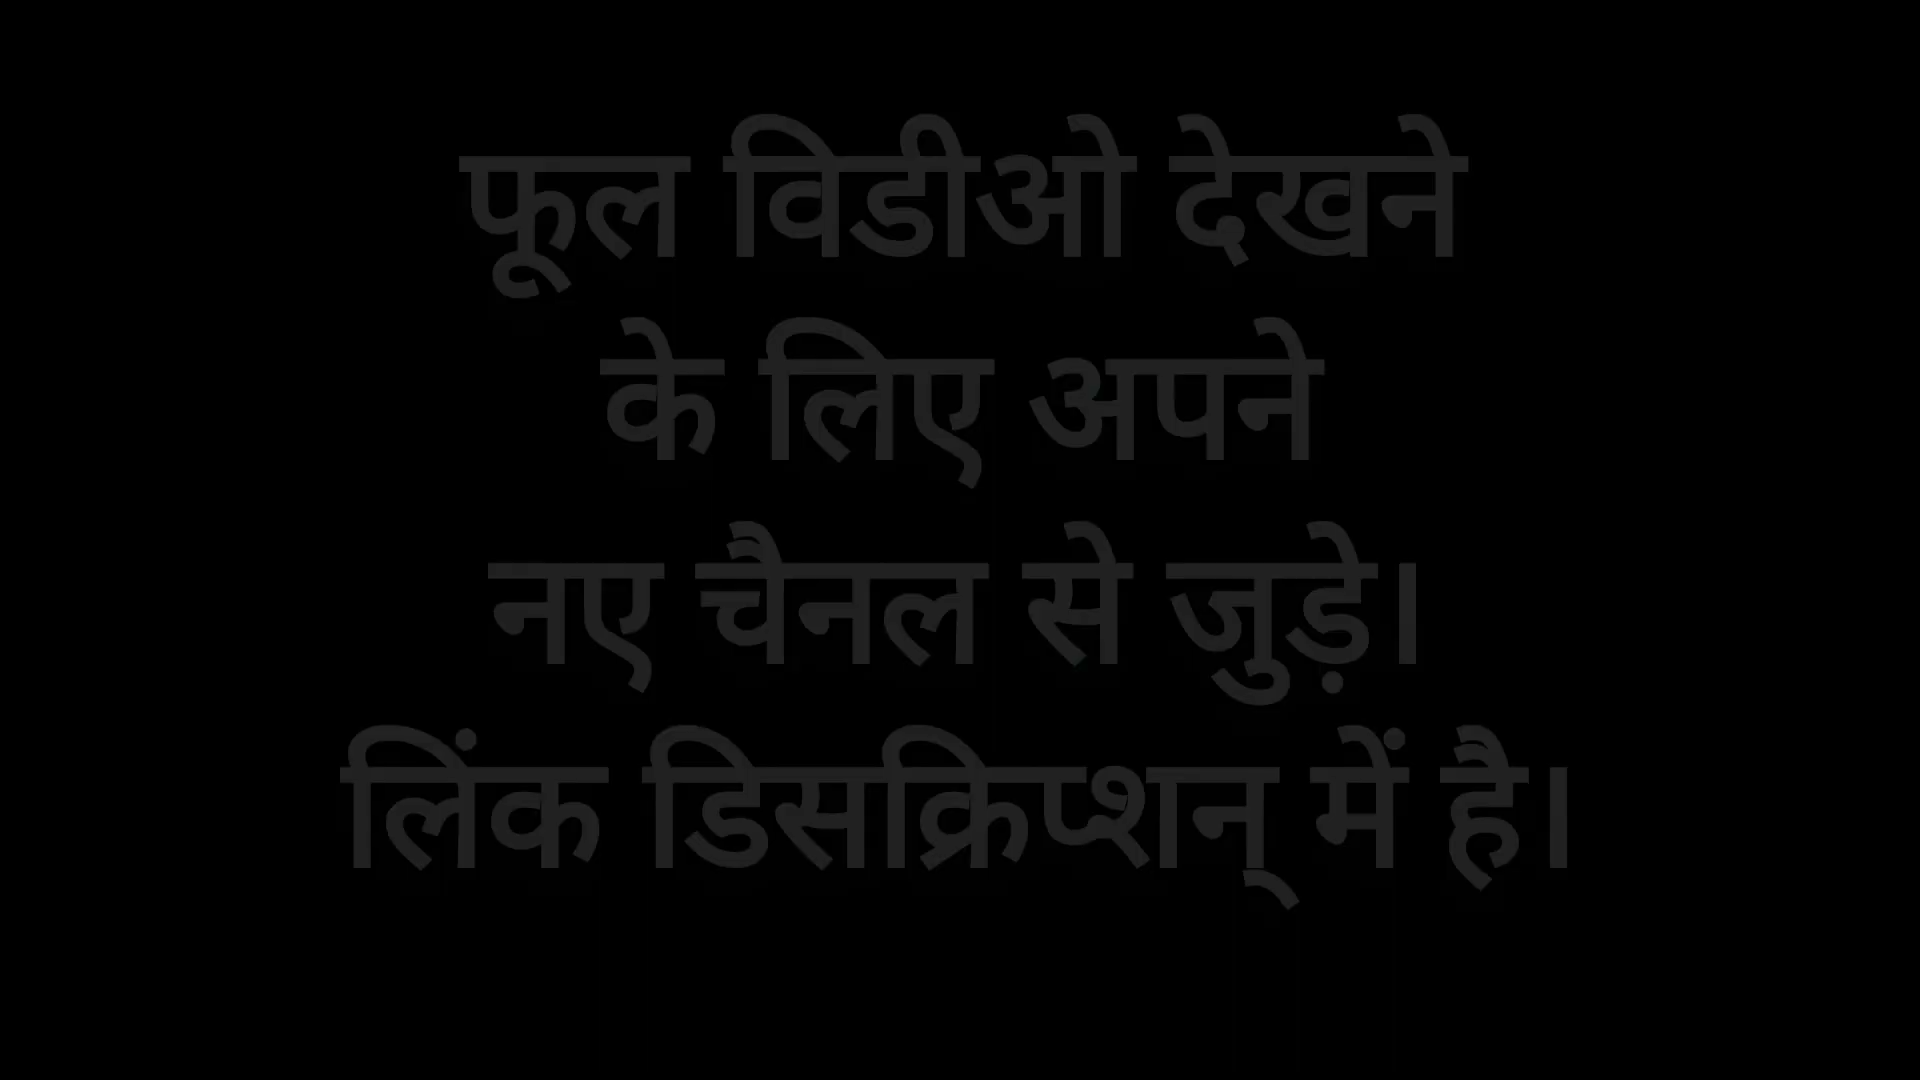 फूल विडीओ देखने
के लिए अपने
नए चैनल से जुड़े।
लिंक डिसक्रिप्शन् में है।